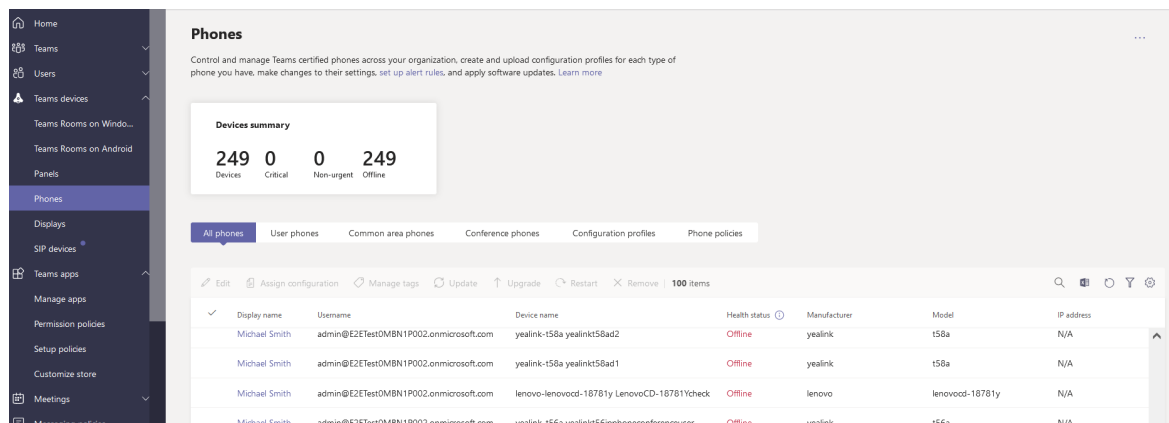 Home
Teams
Users
Teams devices
Teams Rooms on Windo...
Teams Rooms on Android
Panels
Phones
Displays
SIP devices
Teams apps
Manage apps
Permission policies
Setup policies
Customize store
Meetings
Phones
...
Control and manage Teams certified phones across your organization, create and upload configuration profiles for each type of
phone you have, make changes to their settings, set up alert rules, and apply software updates. Learn more
Devices summary
249 0 0 249
Devices Critical Non-urgent Offline
All phones User phones Common area phones Conference phones Configuration profiles Phone policies
Edit Assign configuration Manage tags Update Upgrade Restart Remove | 100 items
Display name Username Device name Health status Manufacturer Model IP address
Michael Smith admin@E2ETest0MBN1P002.onmicrosoft.com yealink-t58a yealinkt58ad2 Offline yealink t58a N/A
Michael Smith admin@E2ETest0MBN1P002.onmicrosoft.com yealink-t58a yealinkt58ad1 Offline yealink t58a N/A
Michael Smith admin@E2ETest0MBN1P002.onmicrosoft.com lenovo-lenovocd-18781y LenovoCD-18781Ycheck Offline lenovo lenovocd-18781y N/A
Michael Smith admin@E2ETest0MBN1P002.onmicrosoft.com yealink-t56a Offline yealink t56a N/A